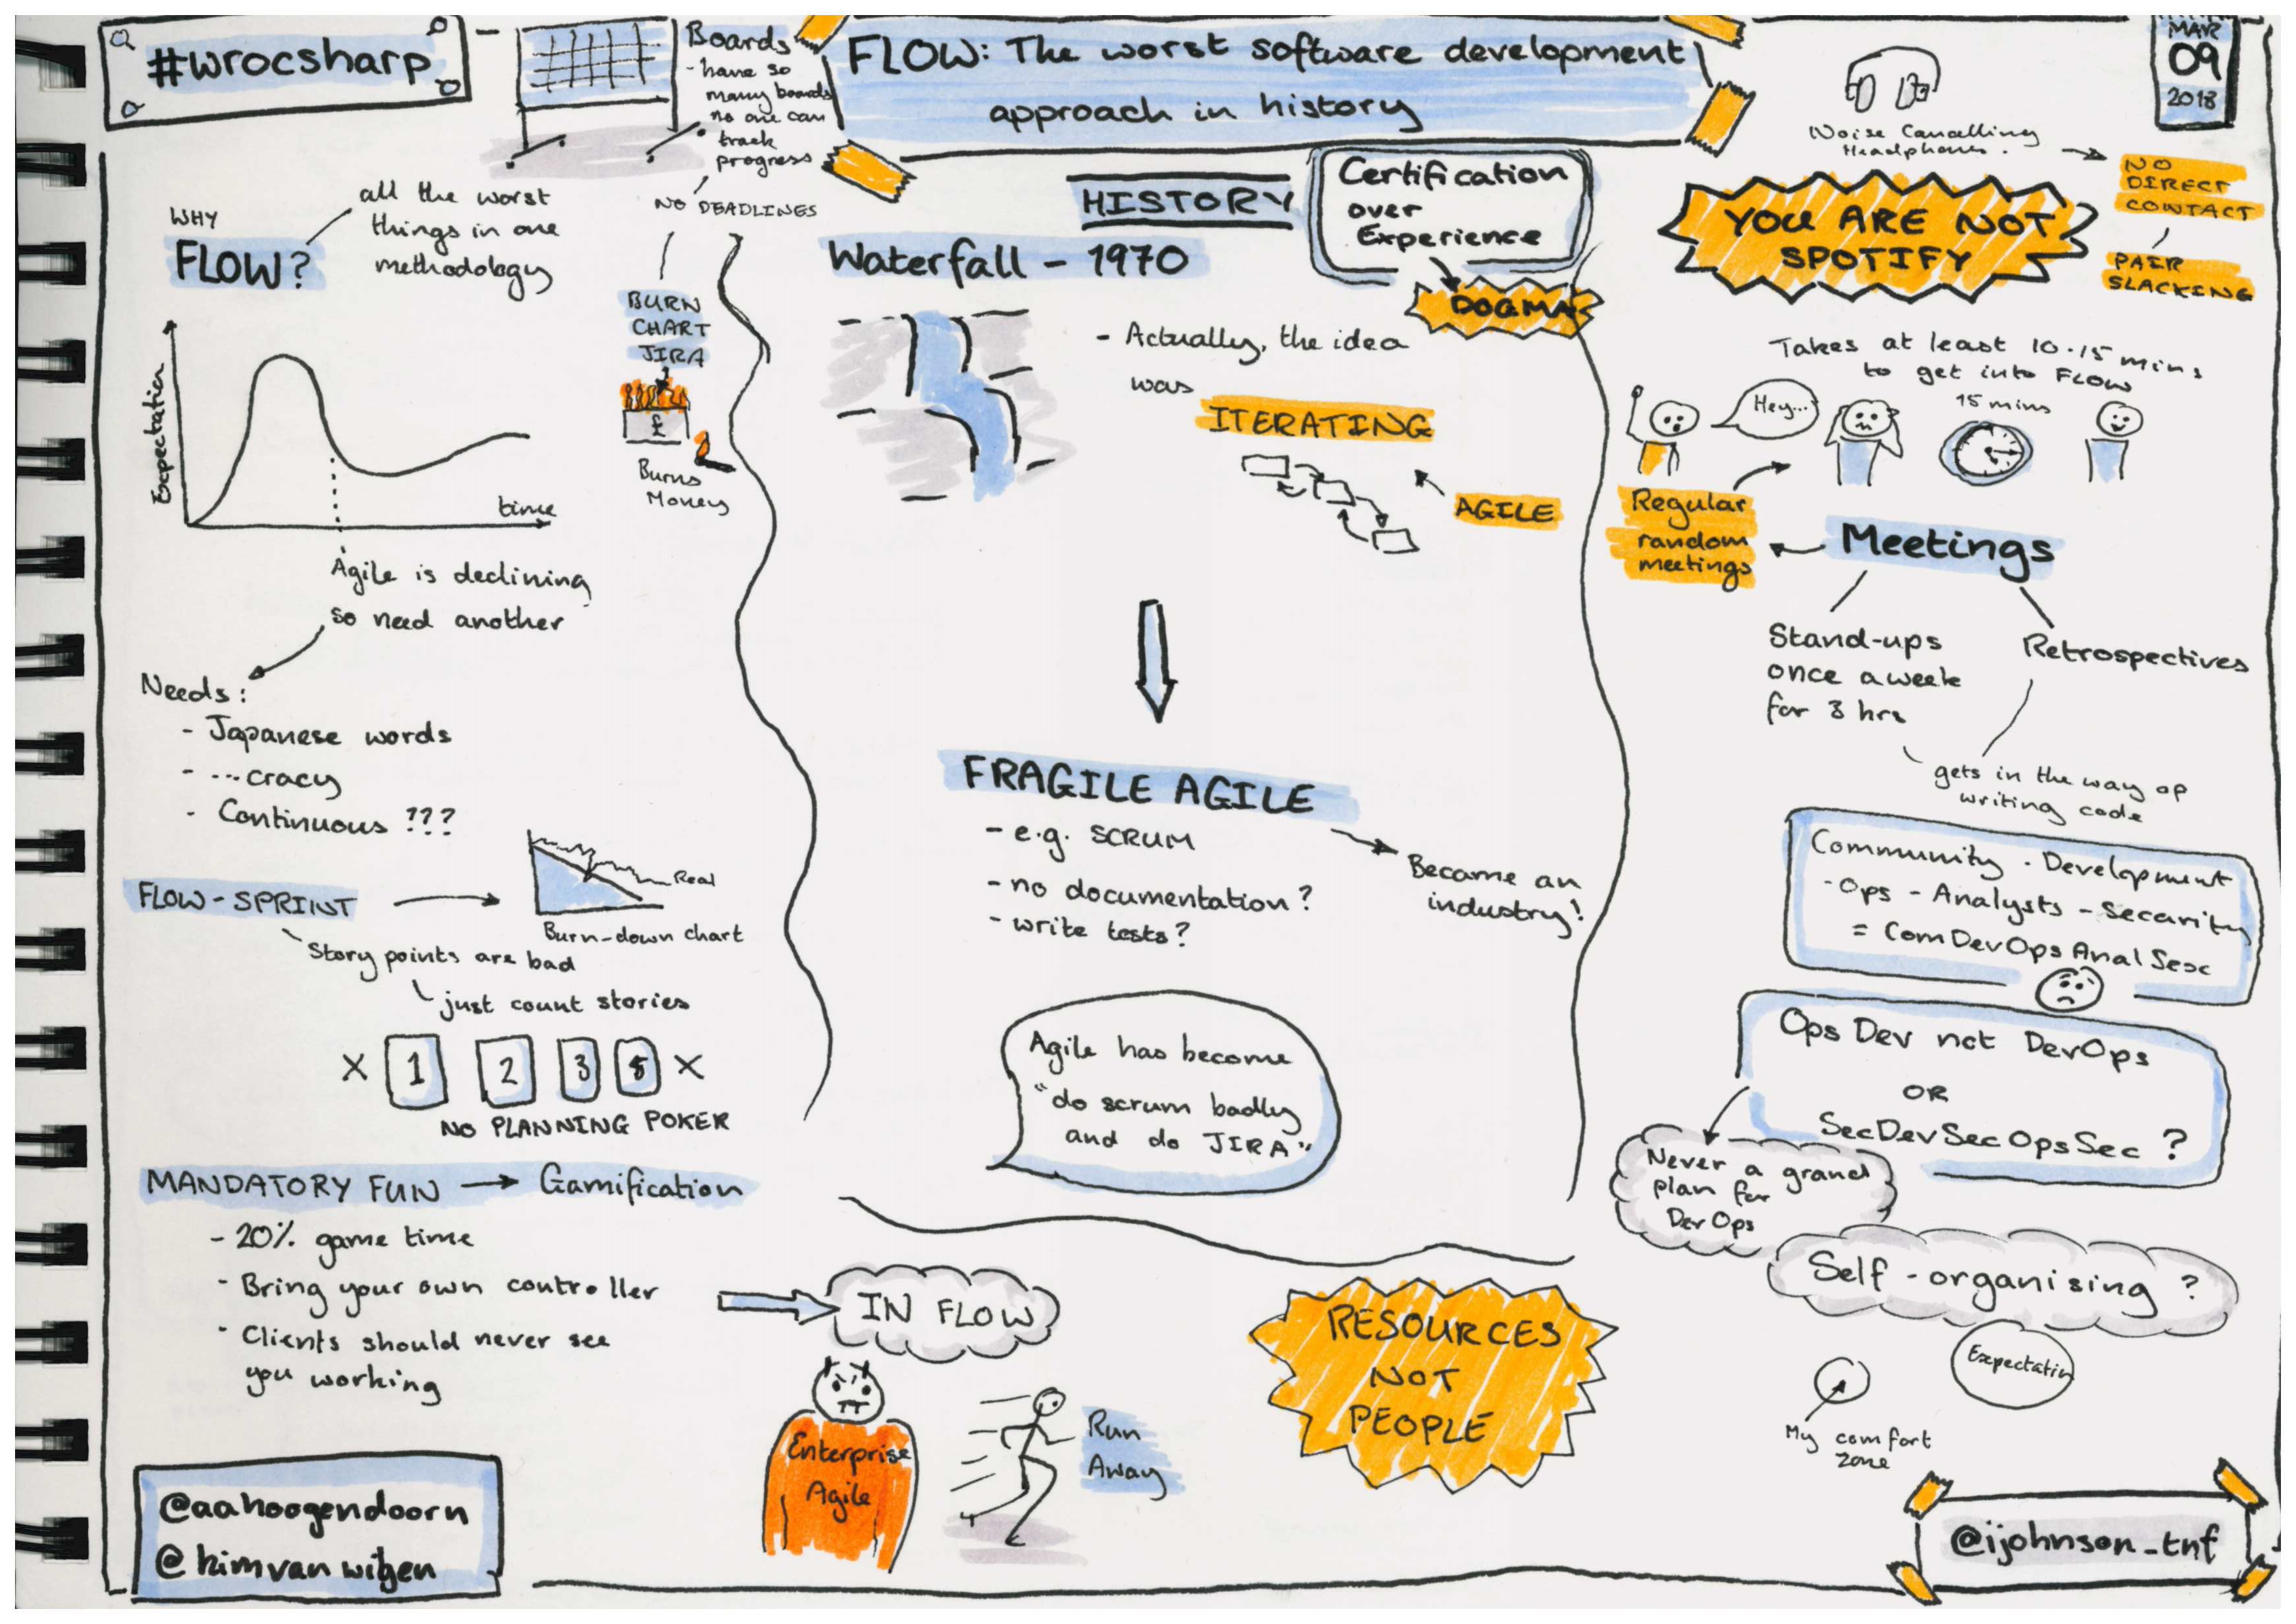 #wrocsharp
Boards
- have so
many boards
no one can
track
progress
NO DEADLINES
BURN
CHART
JIRA
£
Burns
Money
FLOW: The worst software development
approach in history
MAR
09
2018
WHY
FLOW?
all the worst
things in one
methodology
Expectation
time
Agile is declining
so need another
Needs:
- Japanese words
- ...cracy
- Continuous ???
FLOW-SPRINT
Real
Burn-down chart
Story points are bad
just count stories
X 1 2 3 5 X
NO PLANNING POKER
MANDATORY FUN → Gamification
- 20% game time
- Bring your own controller
- Clients should never see
you working
IN FLOW
Enterprise
Agile
Run
Away
@aahoogendoorn
HISTORY
Certification
over
Experience
DOGMA
Waterfall - 1970
- Actually, the idea
was
ITERATING
AGILE
FRAGILE AGILE
- e.g. SCRUM
- no documentation?
- write tests?
Became an
industry!
Agile has become
"do scrum badly
and do JIRA"
RESOURCES
NOT
PEOPLE
Noise Cancelling
Headphones.
NO
DIRECT
CONTACT
PAIR
SLACKING
YOU ARE NOT
SPOTIFY
Takes at least 10-15 mins
to get into FLOW
Hey...
15 mins
Regular
random
meetings
Meetings
Stand-ups
once a week
for 3 hrs
Retrospectives
gets in the way of
writing code
Community - Development
- Ops - Analysts - Security
= ComDevOpsAnalSesc
Ops Dev not DevOps
OR
SecDevSecOpsSec ?
Never a grand
plan for
DevOps
Self-organising ?
Expectation
My comfort
zone
@ijohnson_tnf